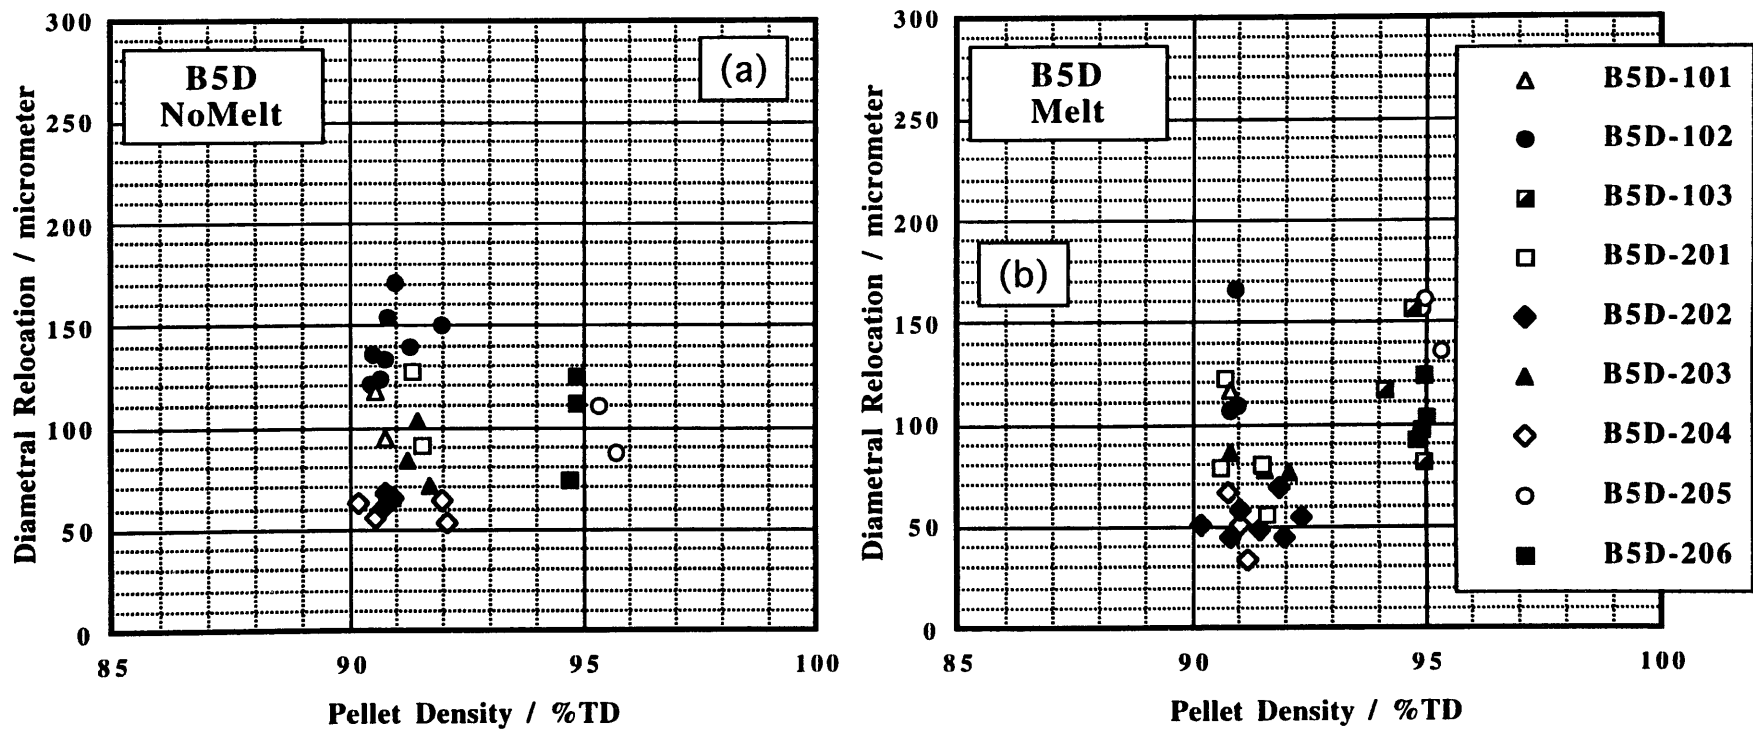 B5D
NoMelt
(a)
Diametral Relocation / micrometer
300
250
200
150
100
50
0
85
90
95
100
Pellet Density / %TD
B5D
Melt
(b)
Diametral Relocation / micrometer
300
250
200
150
100
50
0
85
90
95
100
Pellet Density / %TD
B5D-101
B5D-102
B5D-103
B5D-201
B5D-202
B5D-203
B5D-204
B5D-205
B5D-206